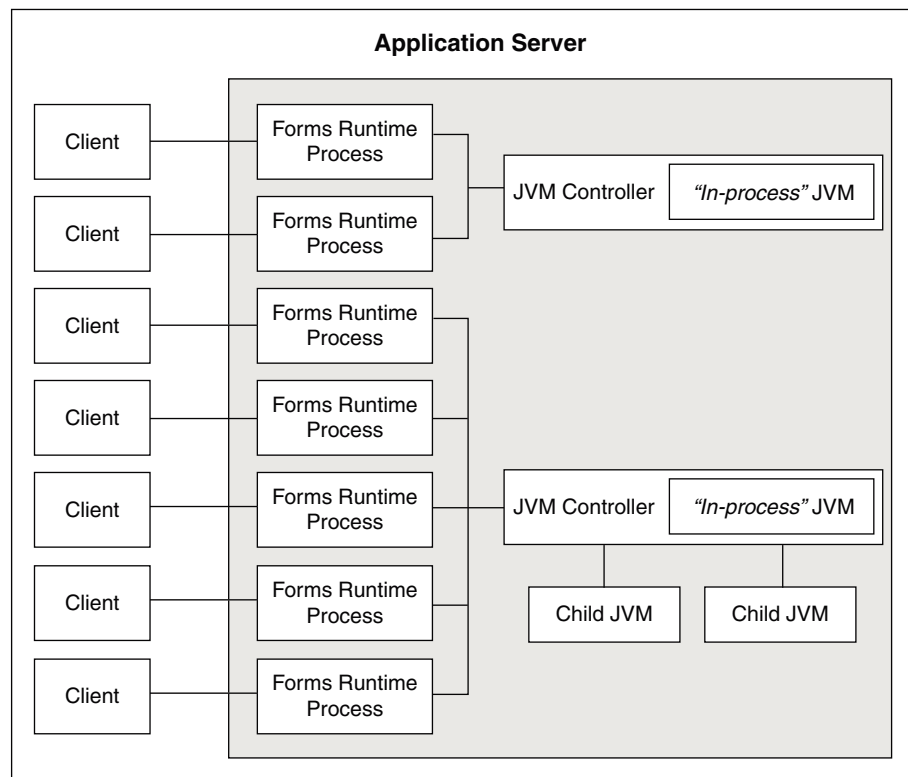 Application Server
Client
Forms Runtime
Process
Client
Forms Runtime
Process
JVM Controller
“In-process” JVM
Client
Forms Runtime
Process
Client
Forms Runtime
Process
Client
Forms Runtime
Process
JVM Controller
“In-process” JVM
Client
Forms Runtime
Process
Child JVM
Child JVM
Client
Forms Runtime
Process